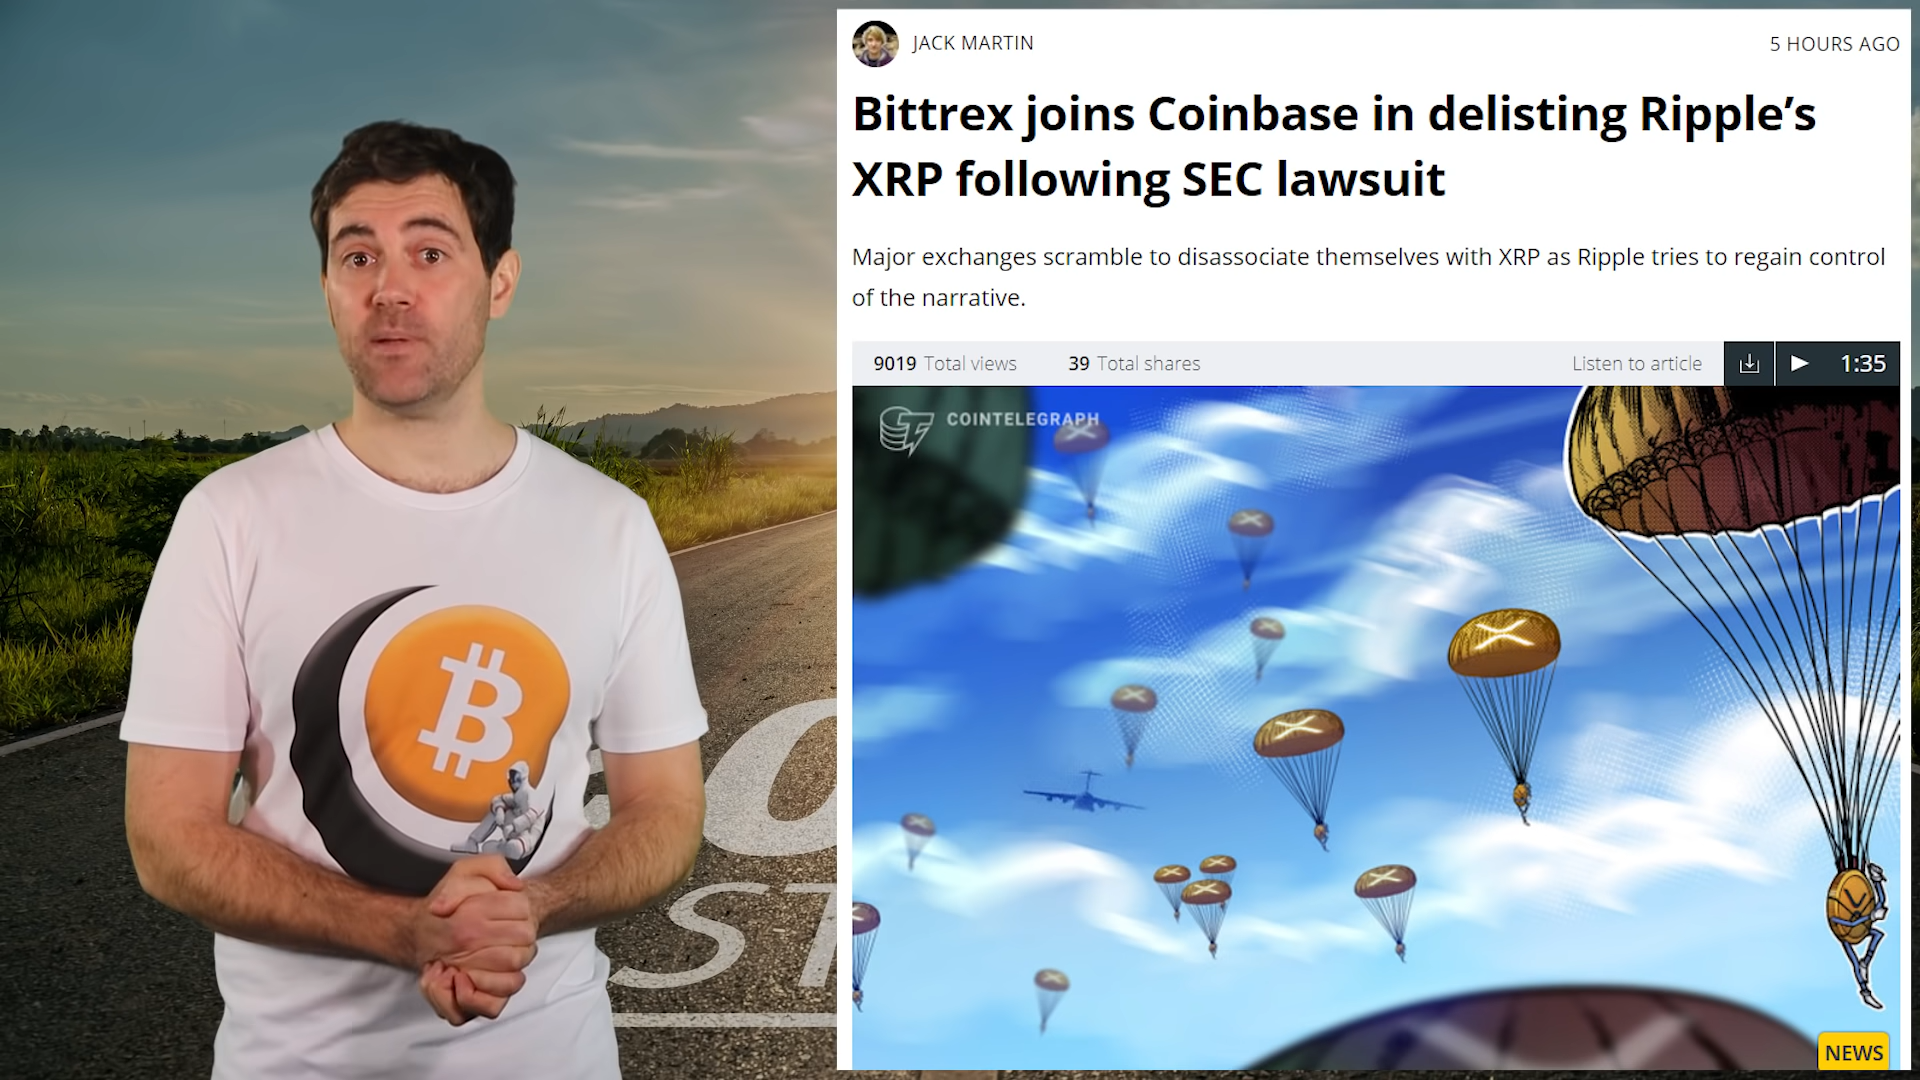 JACK MARTIN
5 HOURS AGO
Bittrex joins Coinbase in delisting Ripple’s
XRP following SEC lawsuit
Major exchanges scramble to disassociate themselves with XRP as Ripple tries to regain control
of the narrative.
9019 Total views
39 Total shares
Listen to article
1:35
COINTELEGRAPH
NEWS